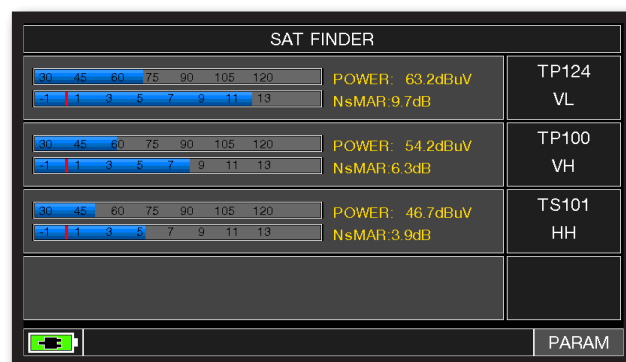 SAT FINDER
30 45 60 75 90 105 120
-1 1 3 5 7 9 11 13
POWER: 63.2dBuV
NsMAR:9.7dB
TP124
VL
30 45 60 75 90 105 120
-1 1 3 5 7 9 11 13
POWER: 54.2dBuV
NsMAR:6.3dB
TP100
VH
30 45 60 75 90 105 120
-1 1 3 5 7 9 11 13
POWER: 46.7dBuV
NsMAR:3.9dB
TS101
HH
PARAM